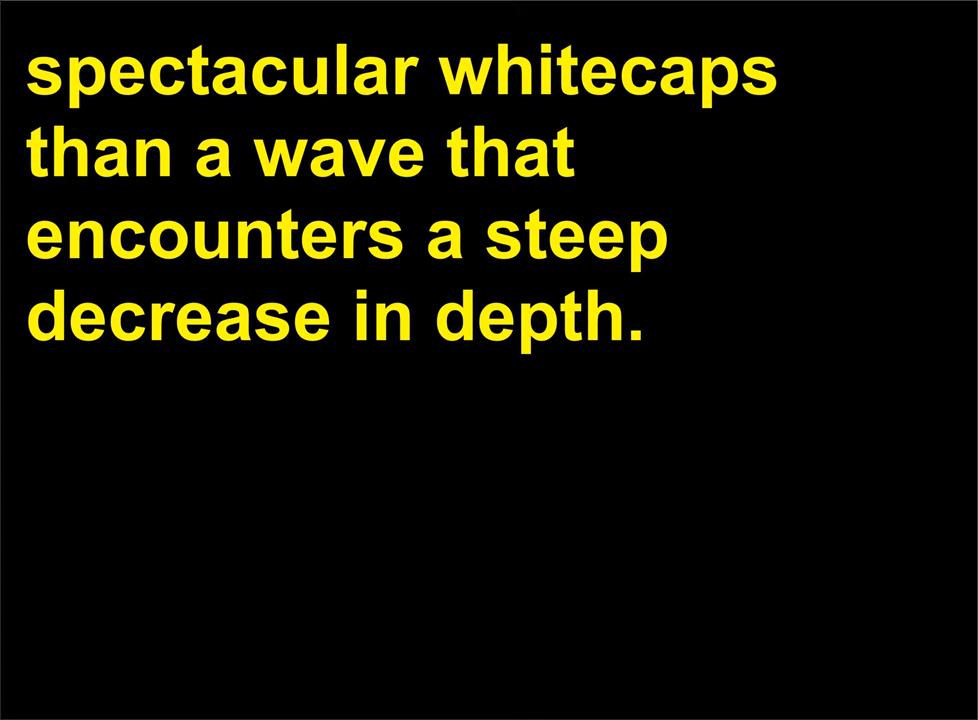 spectacular whitecaps
than a wave that
encounters a steep
decrease in depth.